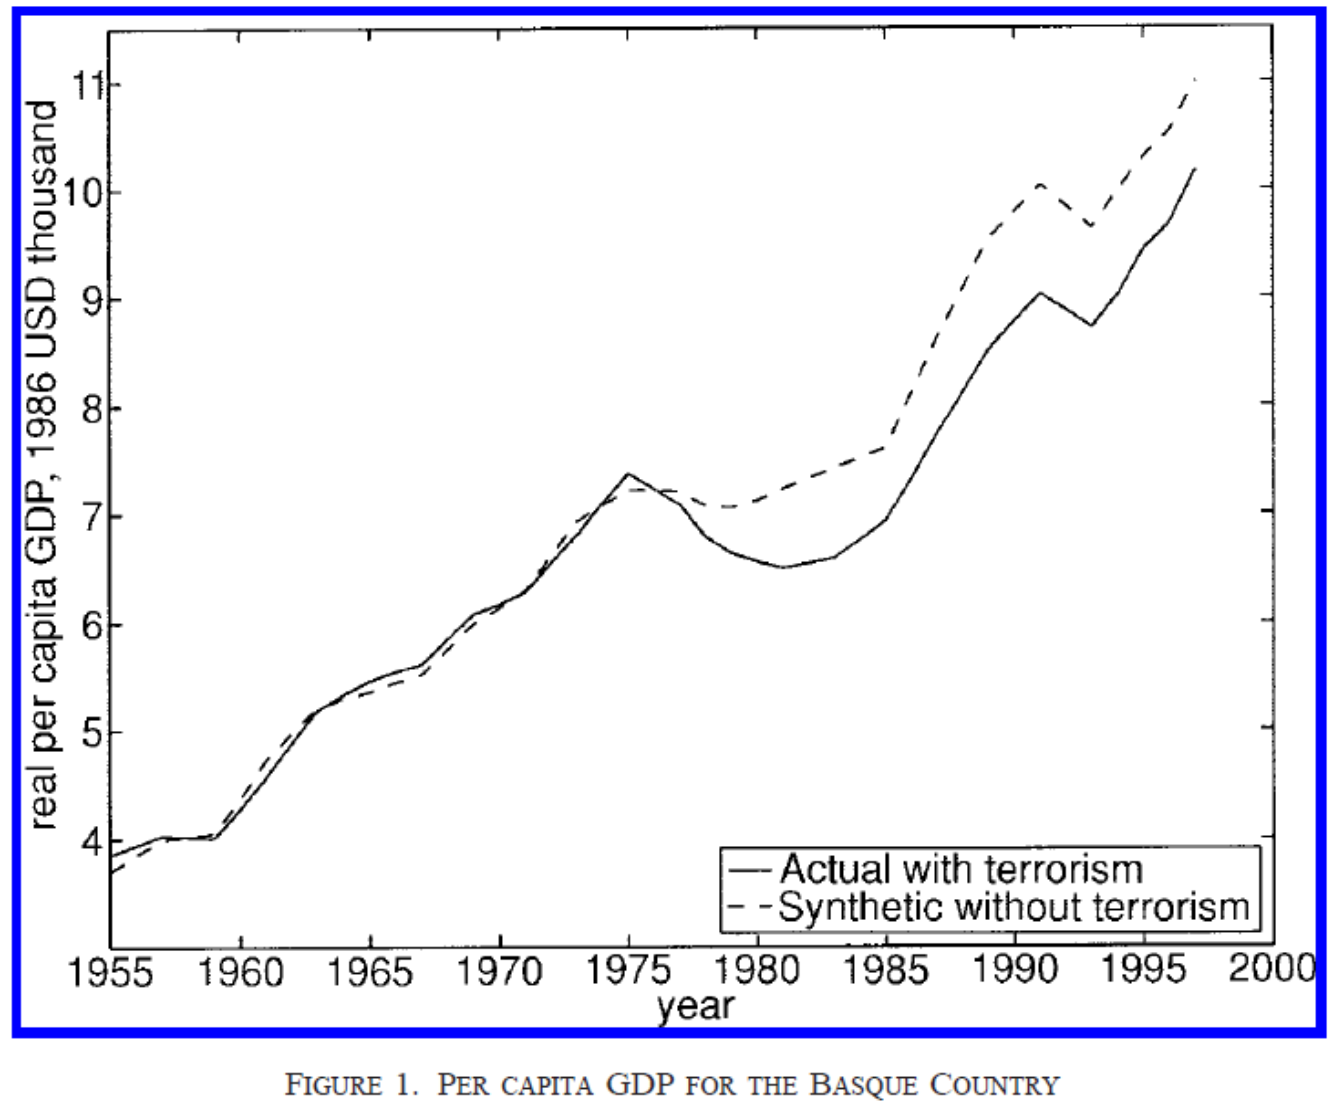 real per capita GDP, 1986 USD thousand
11
10
9
8
7
6
5
4
Actual with terrorism
Synthetic without terrorism
1955 1960 1965 1970 1975 1980 1985 1990 1995 2000
year
FIGURE 1. PER CAPITA GDP FOR THE BASQUE COUNTRY